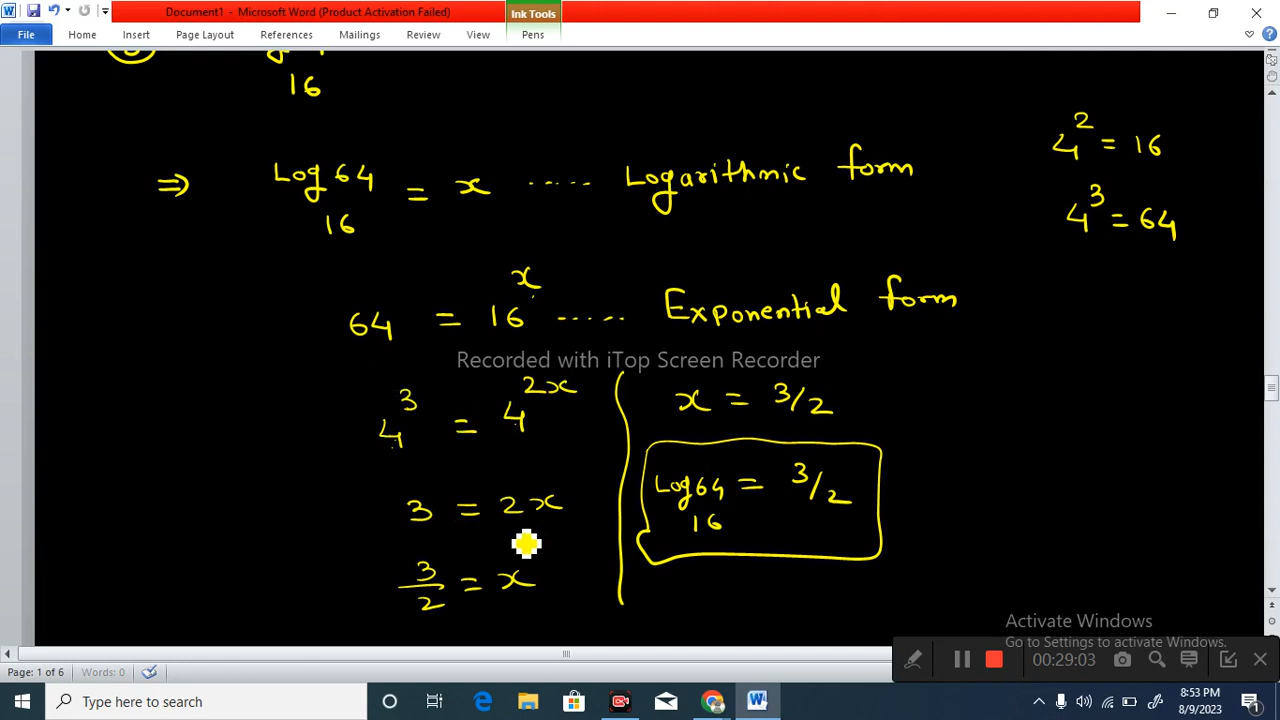 Document1 - Microsoft Word (Product Activation Failed)
Ink Tools
File Home Insert Page Layout References Mailings Review View Pens
16
⇒ Log 64 = x ..... Logarithmic form
16
4² = 16
4³ = 64
64 = 16ˣ ..... Exponential form
Recorded with iTop Screen Recorder
4³ = 4²ˣ
3 = 2x
3/2 = x
x = 3/2
Log 64 = 3/2
16
Activate Windows
Go to Settings to activate Windows.
00:29:03
Page: 1 of 6 Words: 0
Type here to search
8:53 PM
8/9/2023